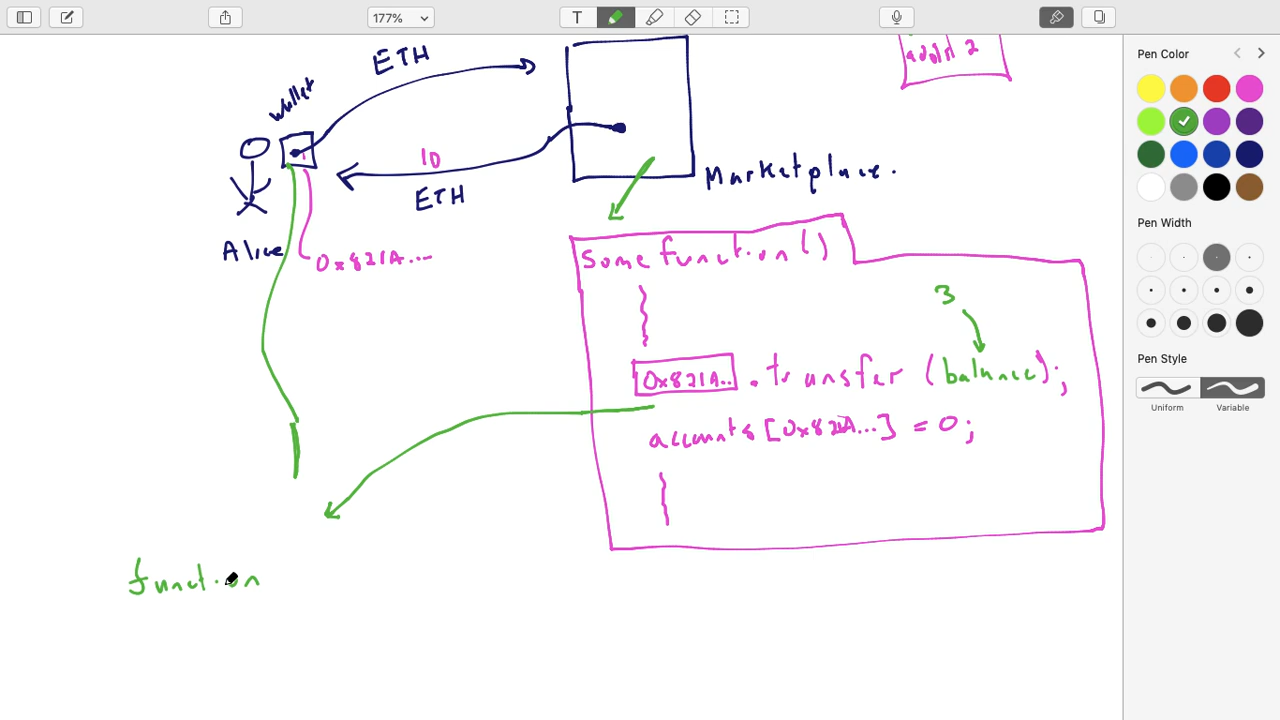 177%
T
Pen Color
ETH
addr 2
wallet
10
ETH
Marketplace.
Alice
0x821A...
Some function()
3
0x821A.. .transfer (balance);
accounts [0x821A...] = 0;
function
Pen Width
Pen Style
Uniform
Variable